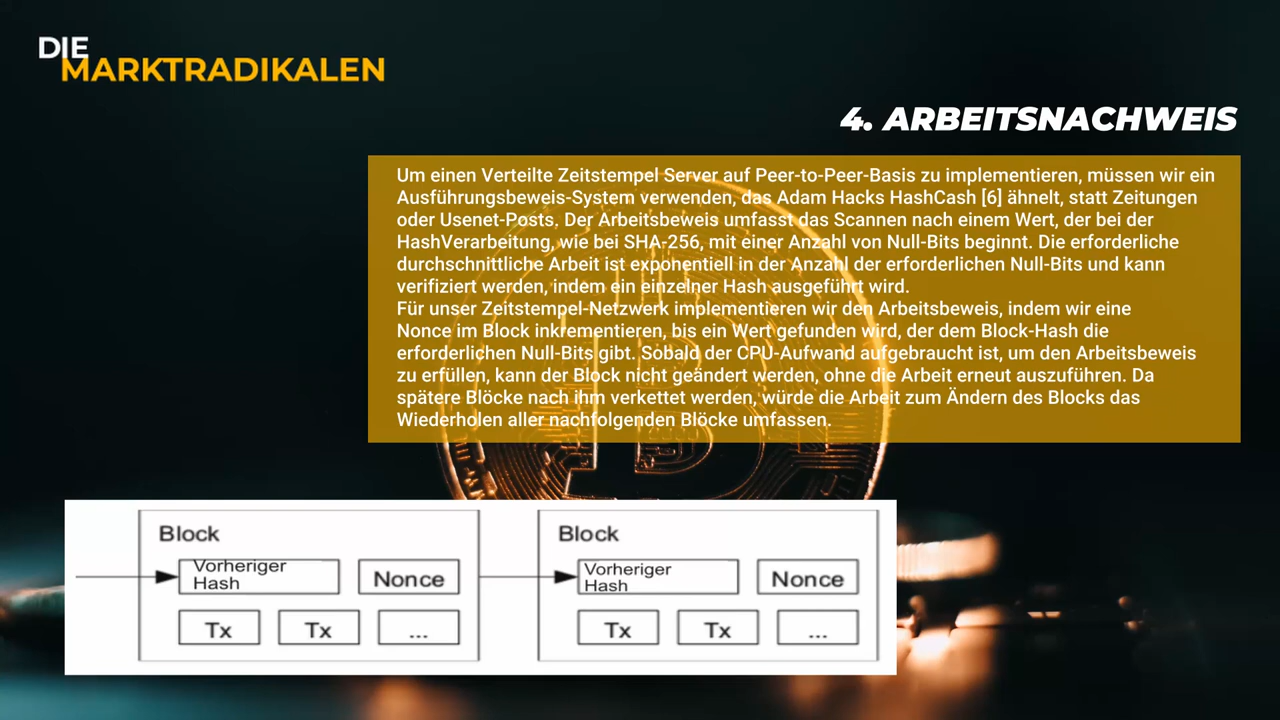 DIE
MARKTRADIKALEN
4. ARBEITSNACHWEIS
Um einen Verteilte Zeitstempel Server auf Peer-to-Peer-Basis zu implementieren, müssen wir ein
Ausführungsbeweis-System verwenden, das Adam Hacks HashCash [6] ähnelt, statt Zeitungen
oder Usenet-Posts. Der Arbeitsbeweis umfasst das Scannen nach einem Wert, der bei der
HashVerarbeitung, wie bei SHA-256, mit einer Anzahl von Null-Bits beginnt. Die erforderliche
durchschnittliche Arbeit ist exponentiell in der Anzahl der erforderlichen Null-Bits und kann
verifiziert werden, indem ein einzelner Hash ausgeführt wird.
Für unser Zeitstempel-Netzwerk implementieren wir den Arbeitsbeweis, indem wir eine
Nonce im Block inkrementieren, bis ein Wert gefunden wird, der dem Block-Hash die
erforderlichen Null-Bits gibt. Sobald der CPU-Aufwand aufgebraucht ist, um den Arbeitsbeweis
zu erfüllen, kann der Block nicht geändert werden, ohne die Arbeit erneut auszuführen. Da
spätere Blöcke nach ihm verkettet werden, würde die Arbeit zum Ändern des Blocks das
Wiederholen aller nachfolgenden Blöcke umfassen.
Block
Vorheriger
Hash
Nonce
Tx
Tx
...
Block
Vorheriger
Hash
Nonce
Tx
Tx
...